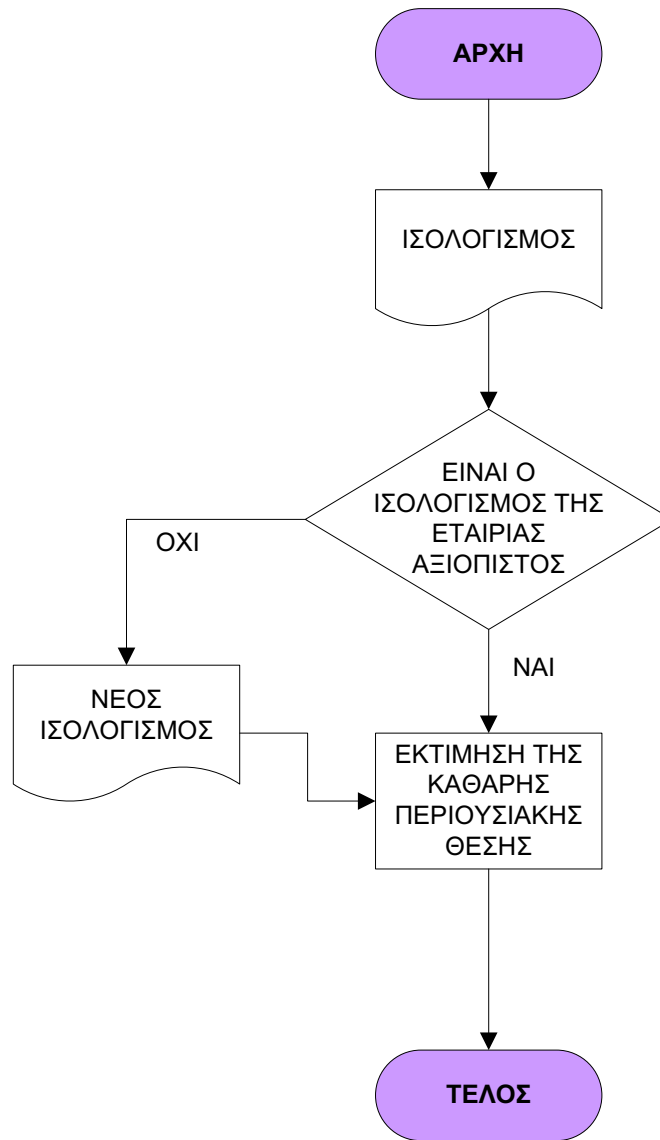 ΑΡΧΗ
ΙΣΟΛΟΓΙΣΜΟΣ
ΕΙΝΑΙ Ο
ΙΣΟΛΟΓΙΣΜΟΣ ΤΗΣ
ΕΤΑΙΡΙΑΣ
ΑΞΙΟΠΙΣΤΟΣ
ΟΧΙ
ΝΑΙ
ΝΕΟΣ
ΙΣΟΛΟΓΙΣΜΟΣ
ΕΚΤΙΜΗΣΗ ΤΗΣ
ΚΑΘΑΡΗΣ
ΠΕΡΙΟΥΣΙΑΚΗΣ
ΘΕΣΗΣ
ΤΕΛΟΣ